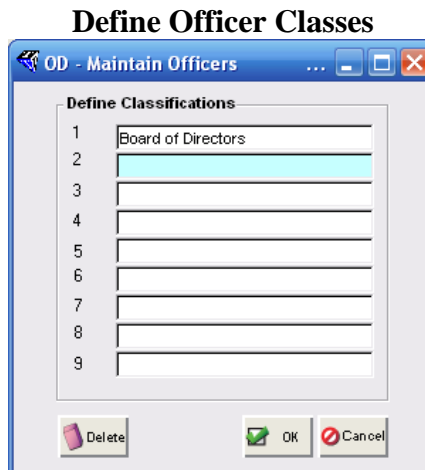 Define Officer Classes
OD - Maintain Officers ...
Define Classifications
1 Board of Directors
2
3
4
5
6
7
8
9
Delete OK Cancel